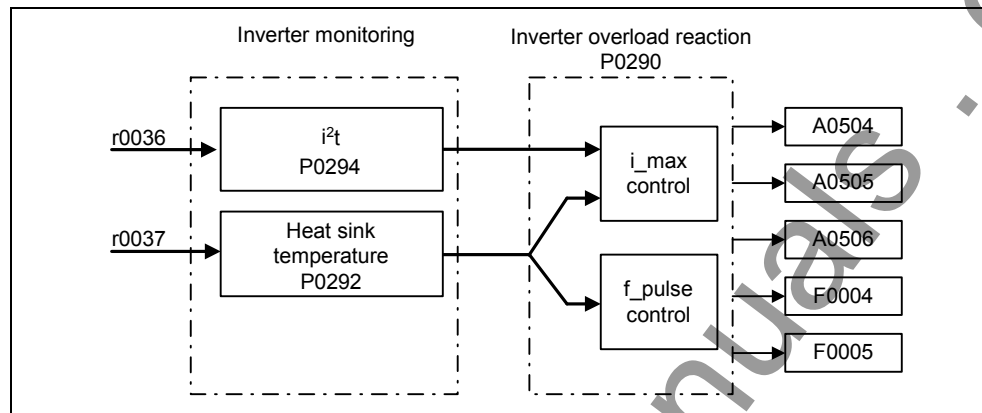 Inverter monitoring
Inverter overload reaction
P0290
r0036
i²t
P0294
r0037
Heat sink
temperature
P0292
i_max
control
f_pulse
control
A0504
A0505
A0506
F0004
F0005
nuals .